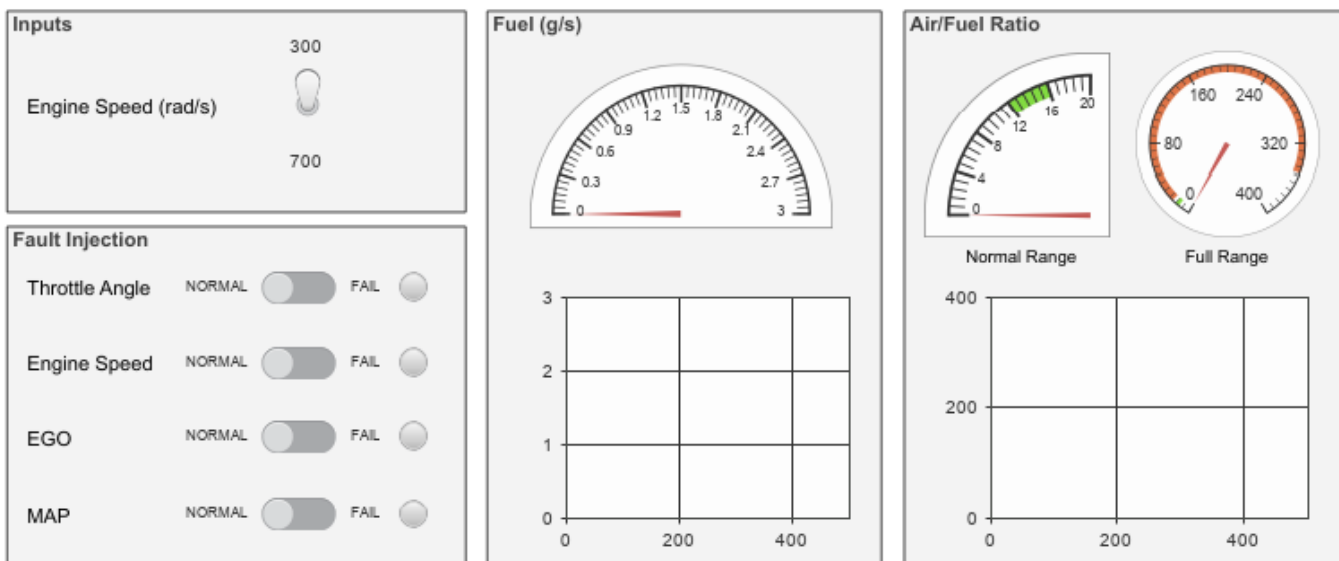 Inputs
300
Engine Speed (rad/s)
700
Fault Injection
Throttle Angle NORMAL FAIL
Engine Speed NORMAL FAIL
EGO NORMAL FAIL
MAP NORMAL FAIL
Fuel (g/s)
0 0.3 0.6 0.9 1.2 1.5 1.8 2.1 2.4 2.7 3
3
2
1
0
0 200 400
Air/Fuel Ratio
0 4 8 12 16 20
Normal Range
0 80 160 240 320 400
Full Range
400
200
0
0 200 400